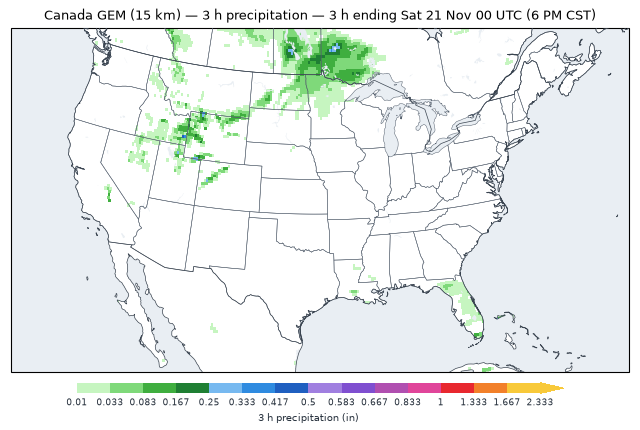 Canada GEM (15 km) — 3 h precipitation — 3 h ending Sat 21 Nov 00 UTC (6 PM CST)
0.01 0.033 0.083 0.167 0.25 0.333 0.417 0.5 0.583 0.667 0.833 1 1.333 1.667 2.333
3 h precipitation (in)